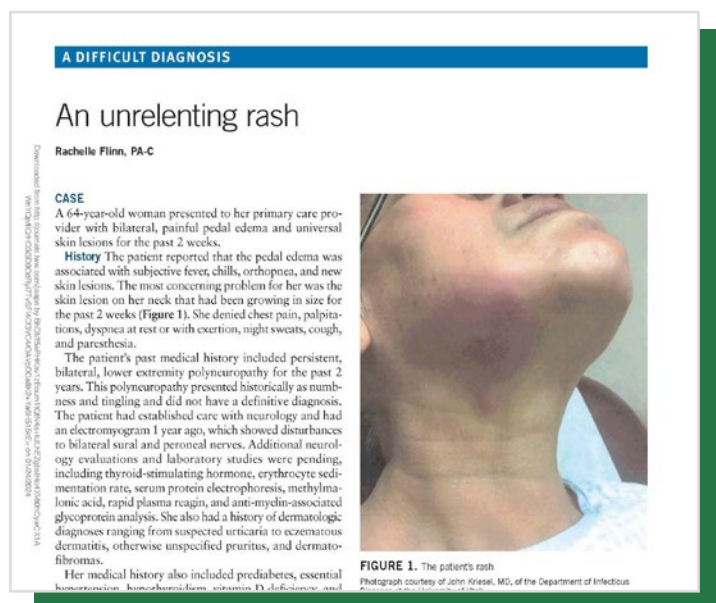 A DIFFICULT DIAGNOSIS
An unrelenting rash
Rachelle Flinn, PA-C
CASE
A 64-year-old woman presented to her primary care pro-
vider with bilateral, painful pedal edema and universal
skin lesions for the past 2 weeks.
History The patient reported that the pedal edema was
associated with subjective fever, chills, orthopnea, and new
skin lesions. The most concerning problem for her was the
skin lesion on her neck that had been growing in size for
the past 2 weeks (Figure 1). She denied chest pain, palpita-
tions, dyspnea at rest or with exertion, night sweats, cough,
and paresthesia.
The patient's past medical history included persistent,
bilateral, lower extremity polyneuropathy for the past 2
years. This polyneuropathy presented historically as numb-
ness and tingling and did not have a definitive diagnosis.
The patient had established care with neurology and had
an electromyogram 1 year ago, which showed disturbances
to bilateral sural and peroneal nerves. Additional neurol-
ogy evaluations and laboratory studies were pending,
including thyroid-stimulating hormone, erythrocyte sedi-
mentation rate, serum protein electrophoresis, methylma-
lonic acid, rapid plasma reagin, and anti-myelin-associated
glycoprotein analysis. She also had a history of dermatologic
diagnoses ranging from suspected urticaria to eczematous
dermatitis, otherwise unspecified pruritus, and dermato-
fibromas.
Her medical history also included prediabetes, essential
hypertension, hypothyroidism, vitamin D deficiency, and
FIGURE 1. The patient's rash
Photograph courtesy of John Kriesel, MD, of the Department of Infectious